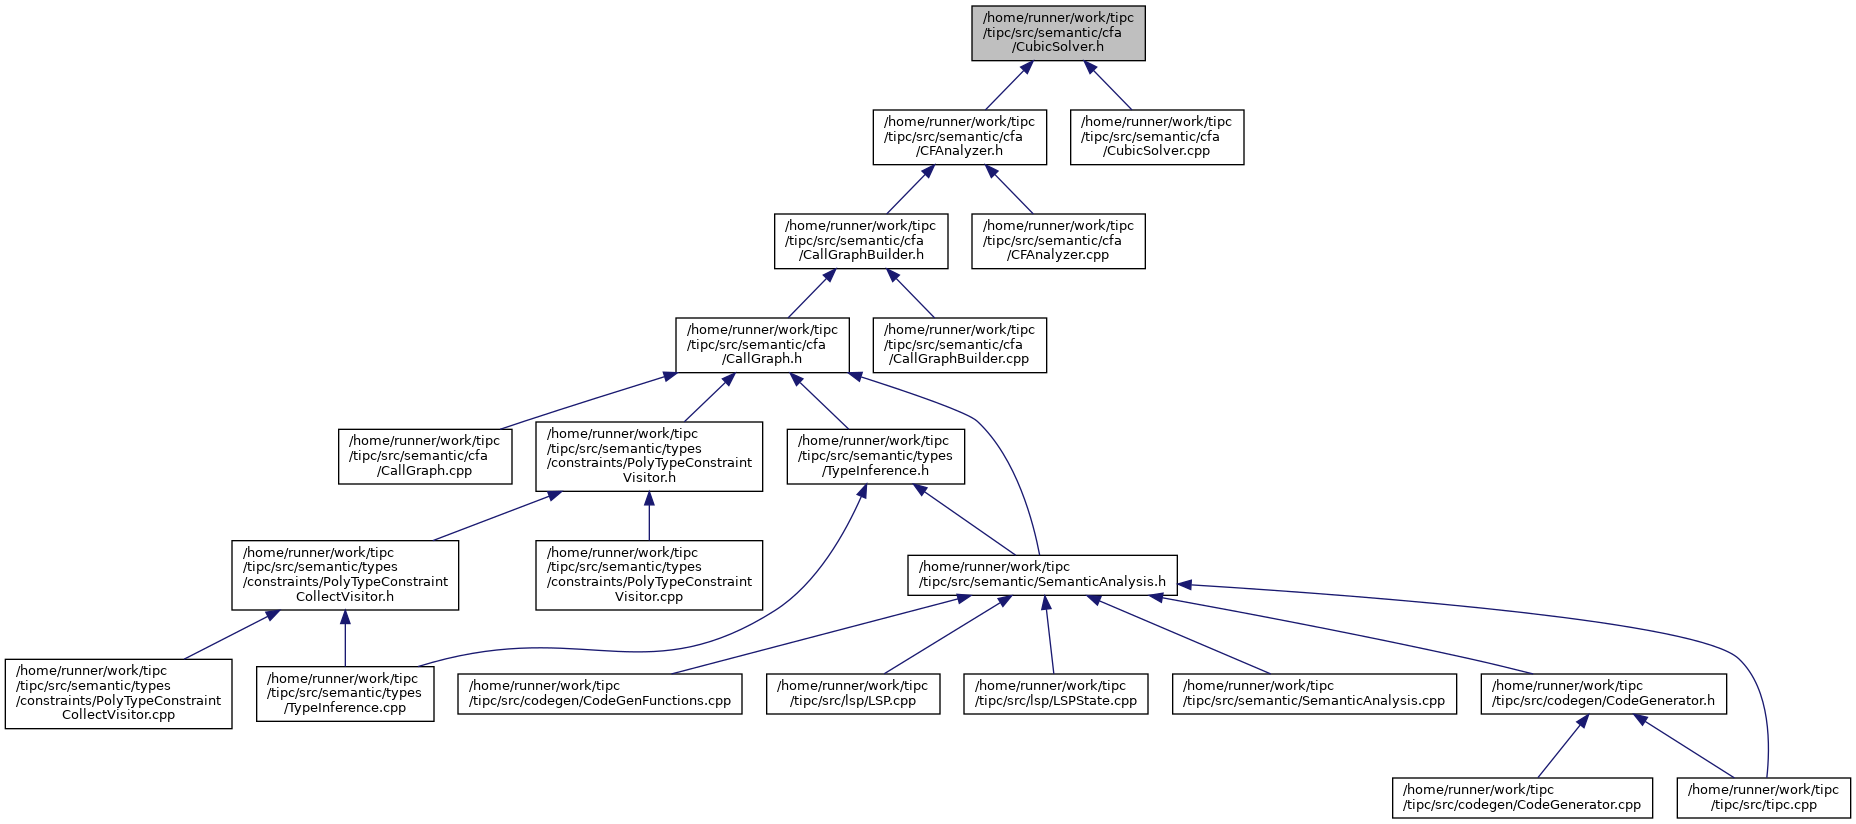 /home/runner/work/tipc
/tipc/src/semantic/cfa
/CubicSolver.h
/home/runner/work/tipc
/tipc/src/semantic/cfa
/CFAnalyzer.h
/home/runner/work/tipc
/tipc/src/semantic/cfa
/CubicSolver.cpp
/home/runner/work/tipc
/tipc/src/semantic/cfa
/CallGraphBuilder.h
/home/runner/work/tipc
/tipc/src/semantic/cfa
/CFAnalyzer.cpp
/home/runner/work/tipc
/tipc/src/semantic/cfa
/CallGraph.h
/home/runner/work/tipc
/tipc/src/semantic/cfa
/CallGraphBuilder.cpp
/home/runner/work/tipc
/tipc/src/semantic/cfa
/CallGraph.cpp
/home/runner/work/tipc
/tipc/src/semantic/types
/constraints/PolyTypeConstraint
Visitor.h
/home/runner/work/tipc
/tipc/src/semantic/types
/TypeInference.h
/home/runner/work/tipc
/tipc/src/semantic/types
/constraints/PolyTypeConstraint
CollectVisitor.h
/home/runner/work/tipc
/tipc/src/semantic/types
/constraints/PolyTypeConstraint
Visitor.cpp
/home/runner/work/tipc
/tipc/src/semantic/SemanticAnalysis.h
/home/runner/work/tipc
/tipc/src/semantic/types
/constraints/PolyTypeConstraint
CollectVisitor.cpp
/home/runner/work/tipc
/tipc/src/semantic/types
/TypeInference.cpp
/home/runner/work/tipc
/tipc/src/codegen/CodeGenFunctions.cpp
/home/runner/work/tipc
/tipc/src/lsp/LSP.cpp
/home/runner/work/tipc
/tipc/src/lsp/LSPState.cpp
/home/runner/work/tipc
/tipc/src/semantic/SemanticAnalysis.cpp
/home/runner/work/tipc
/tipc/src/codegen/CodeGenerator.h
/home/runner/work/tipc
/tipc/src/codegen/CodeGenerator.cpp
/home/runner/work/tipc
/tipc/src/tipc.cpp